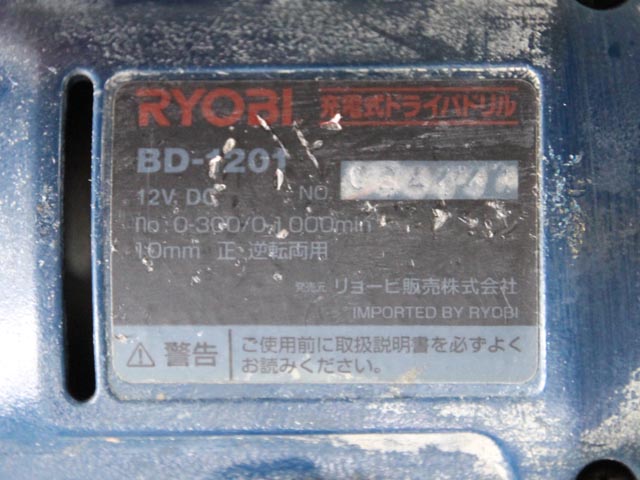 RYOBI 充電式ドライバドリル
BD-1201
12V DC NO.
no: 0-300/0-1,000min
10mm 正・逆転両用
発売元 リョービ販売株式会社
IMPORTED BY RYOBI
警告 ご使用前に取扱説明書を必ずよく
お読みください。